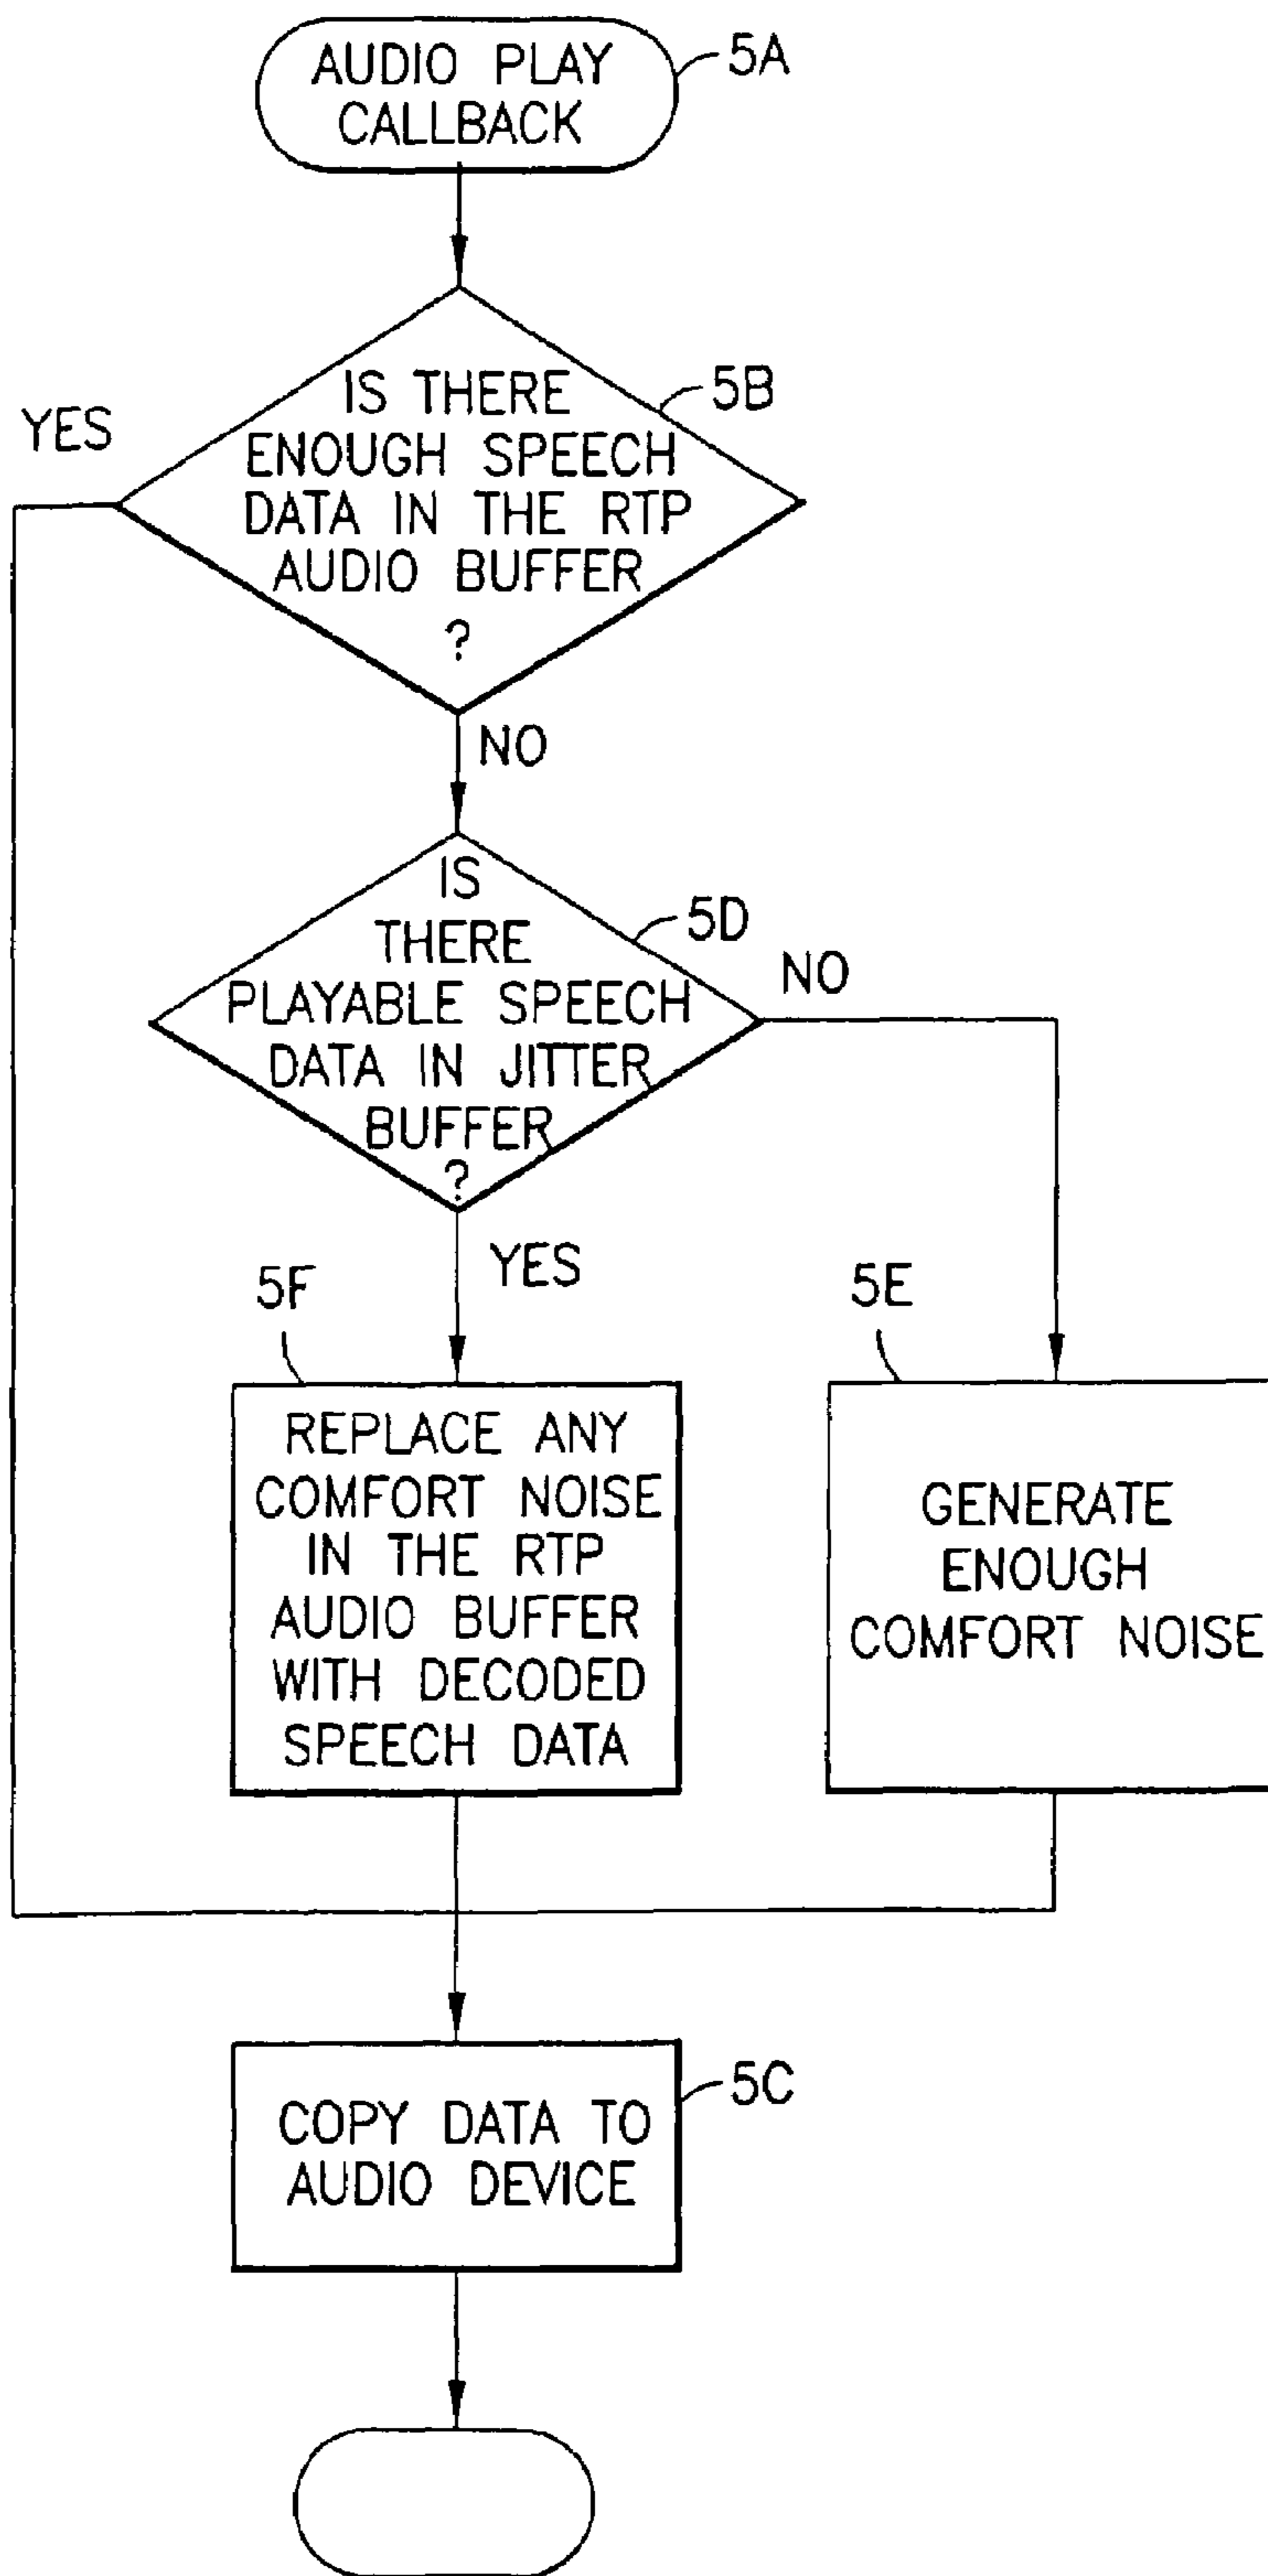 AUDIO PLAY
CALLBACK
5A
IS THERE
ENOUGH SPEECH
DATA IN THE RTP
AUDIO BUFFER
?
5B
YES
NO
IS
THERE
PLAYABLE SPEECH
DATA IN JITTER
BUFFER
?
5D
NO
YES
5F
REPLACE ANY
COMFORT NOISE
IN THE RTP
AUDIO BUFFER
WITH DECODED
SPEECH DATA
5E
GENERATE
ENOUGH
COMFORT NOISE
COPY DATA TO
AUDIO DEVICE
5C